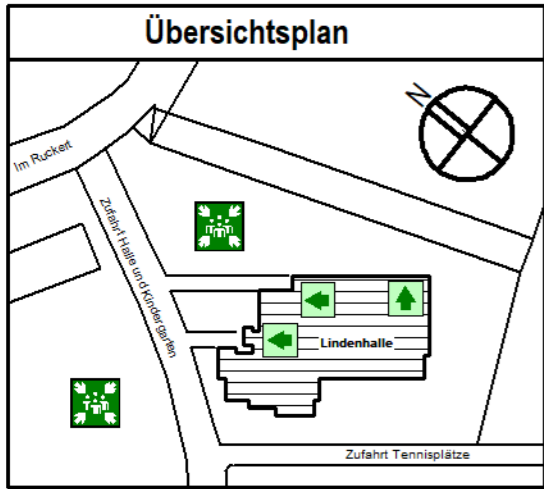 Übersichtsplan
N
Im Ruckert
Zufahrt Halle und Kindergarten
Lindenhalle
Zufahrt Tennisplätze